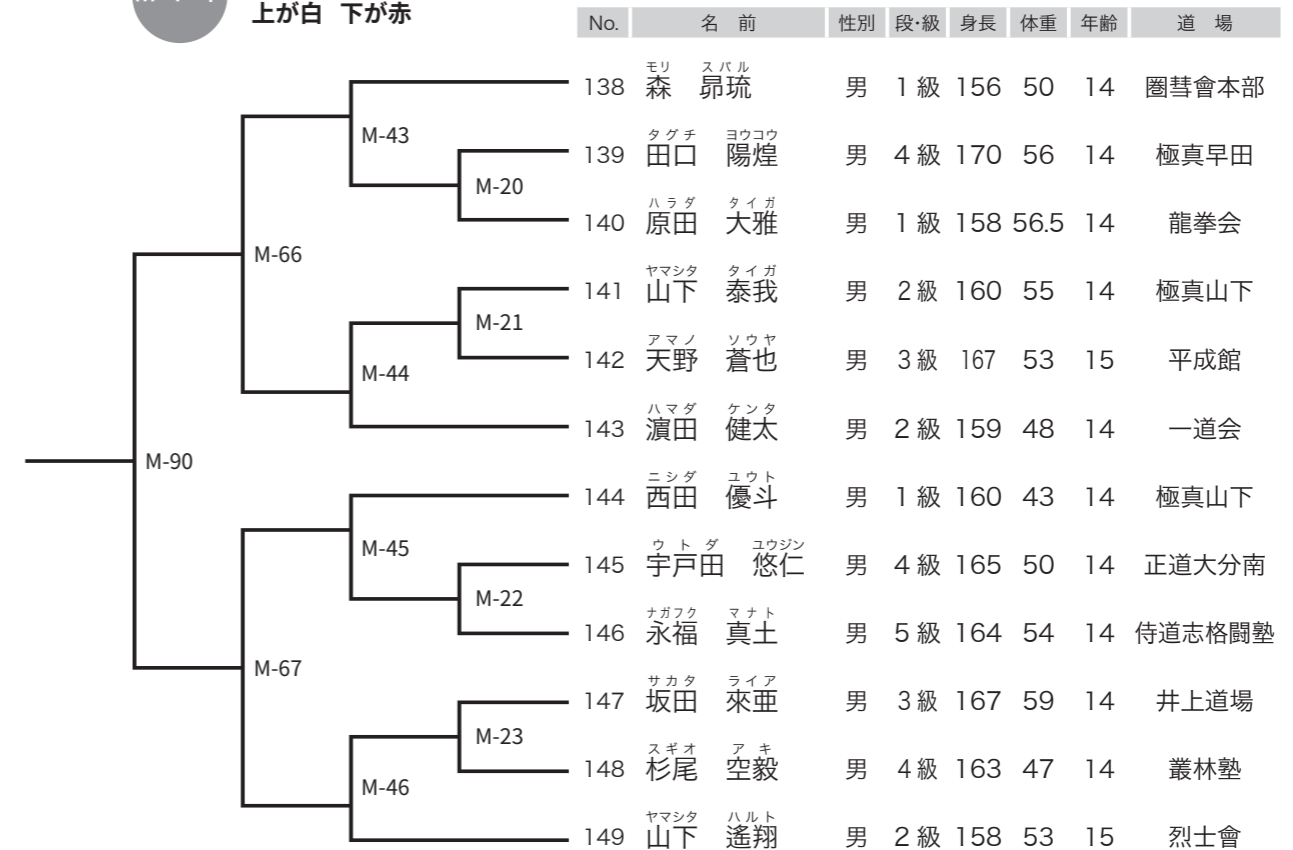 上が白 下が赤
No. 名 前 性別 段・級 身長 体重 年齢 道 場
モリ スバル
138 森 昴琉 男 1級 156 50 14 圏彗會本部
M-43
タグチ ヨウコウ
139 田口 陽煌 男 4級 170 56 14 極真早田
M-20
ハラダ タイガ
140 原田 大雅 男 1級 158 56.5 14 龍拳会
M-66
ヤマシタ タイガ
141 山下 泰我 男 2級 160 55 14 極真山下
M-21
アマノ ソウヤ
142 天野 蒼也 男 3級 167 53 15 平成館
M-44
ハマダ ケンタ
143 濵田 健太 男 2級 159 48 14 一道会
M-90
ニシダ ユウト
144 西田 優斗 男 1級 160 43 14 極真山下
M-45
ウトダ ユウジン
145 宇戸田 悠仁 男 4級 165 50 14 正道大分南
M-22
ナガフク マナト
146 永福 真土 男 5級 164 54 14 侍道志格闘塾
M-67
サカタ ライア
147 坂田 來亜 男 3級 167 59 14 井上道場
M-23
スギオ アキ
148 杉尾 空毅 男 4級 163 47 14 叢林塾
M-46
ヤマシタ ハルト
149 山下 遙翔 男 2級 158 53 15 烈士會